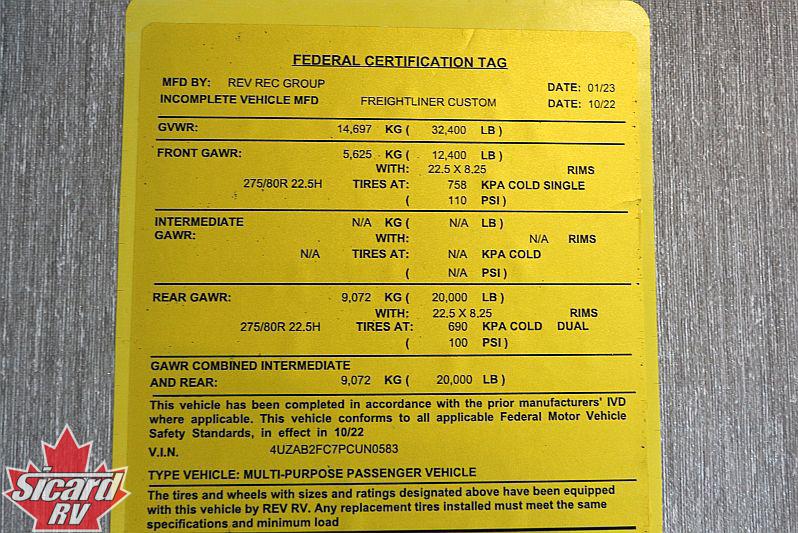 FEDERAL CERTIFICATION TAG
MFD BY: REV REC GROUP DATE: 01/23
INCOMPLETE VEHICLE MFD FREIGHTLINER CUSTOM DATE: 10/22
GVWR: 14,697 KG ( 32,400 LB )
FRONT GAWR: 5,625 KG ( 12,400 LB )
WITH: 22.5 X 8.25 RIMS
275/80R 22.5H TIRES AT: 758 KPA COLD SINGLE
( 110 PSI )
INTERMEDIATE N/A KG ( N/A LB )
GAWR: WITH: N/A RIMS
N/A TIRES AT: N/A KPA COLD
( N/A PSI )
REAR GAWR: 9,072 KG ( 20,000 LB )
WITH: 22.5 X 8.25 RIMS
275/80R 22.5H TIRES AT: 690 KPA COLD DUAL
( 100 PSI )
GAWR COMBINED INTERMEDIATE
AND REAR: 9,072 KG ( 20,000 LB )
This vehicle has been completed in accordance with the prior manufacturers' IVD
where applicable. This vehicle conforms to all applicable Federal Motor Vehicle
Safety Standards, in effect in 10/22
V.I.N. 4UZAB2FC7PCUN0583
TYPE VEHICLE: MULTI-PURPOSE PASSENGER VEHICLE
The tires and wheels with sizes and ratings designated above have been equipped
with this vehicle by REV RV. Any replacement tires installed must meet the same
specifications and minimum load
Sicard
RV